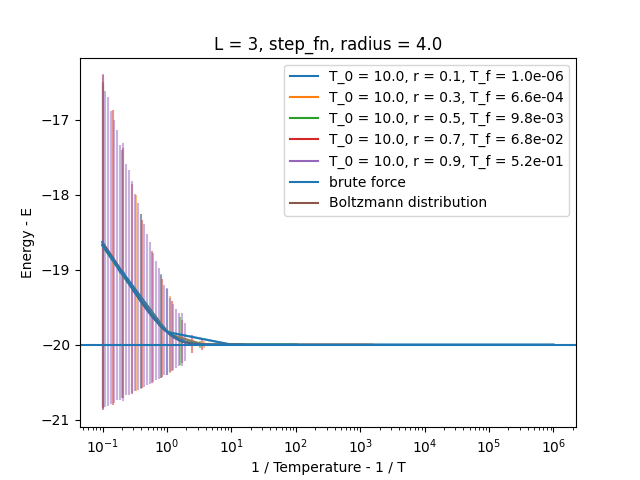 L = 3, step_fn, radius = 4.0
T_0 = 10.0, r = 0.1, T_f = 1.0e-06
T_0 = 10.0, r = 0.3, T_f = 6.6e-04
T_0 = 10.0, r = 0.5, T_f = 9.8e-03
T_0 = 10.0, r = 0.7, T_f = 6.8e-02
T_0 = 10.0, r = 0.9, T_f = 5.2e-01
brute force
Boltzmann distribution
Energy - E
−17
−18
−19
−20
−21
10⁻¹ 10⁰ 10¹ 10² 10³ 10⁴ 10⁵ 10⁶
1 / Temperature - 1 / T